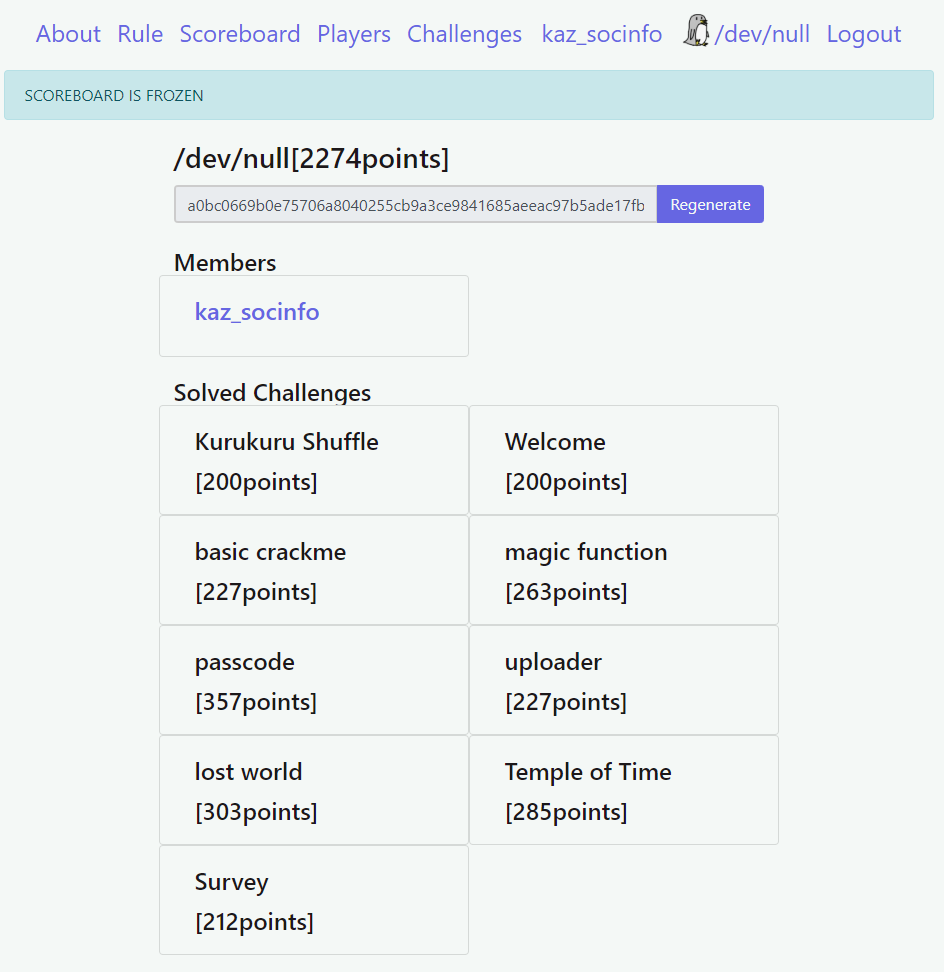 About Rule Scoreboard Players Challenges kaz_socinfo /dev/null Logout
SCOREBOARD IS FROZEN
/dev/null[2274points]
a0bc0669b0e75706a8040255cb9a3ce9841685aeeac97b5ade17fb Regenerate
Members
kaz_socinfo
Solved Challenges
Kurukuru Shuffle
[200points]
Welcome
[200points]
basic crackme
[227points]
magic function
[263points]
passcode
[357points]
uploader
[227points]
lost world
[303points]
Temple of Time
[285points]
Survey
[212points]